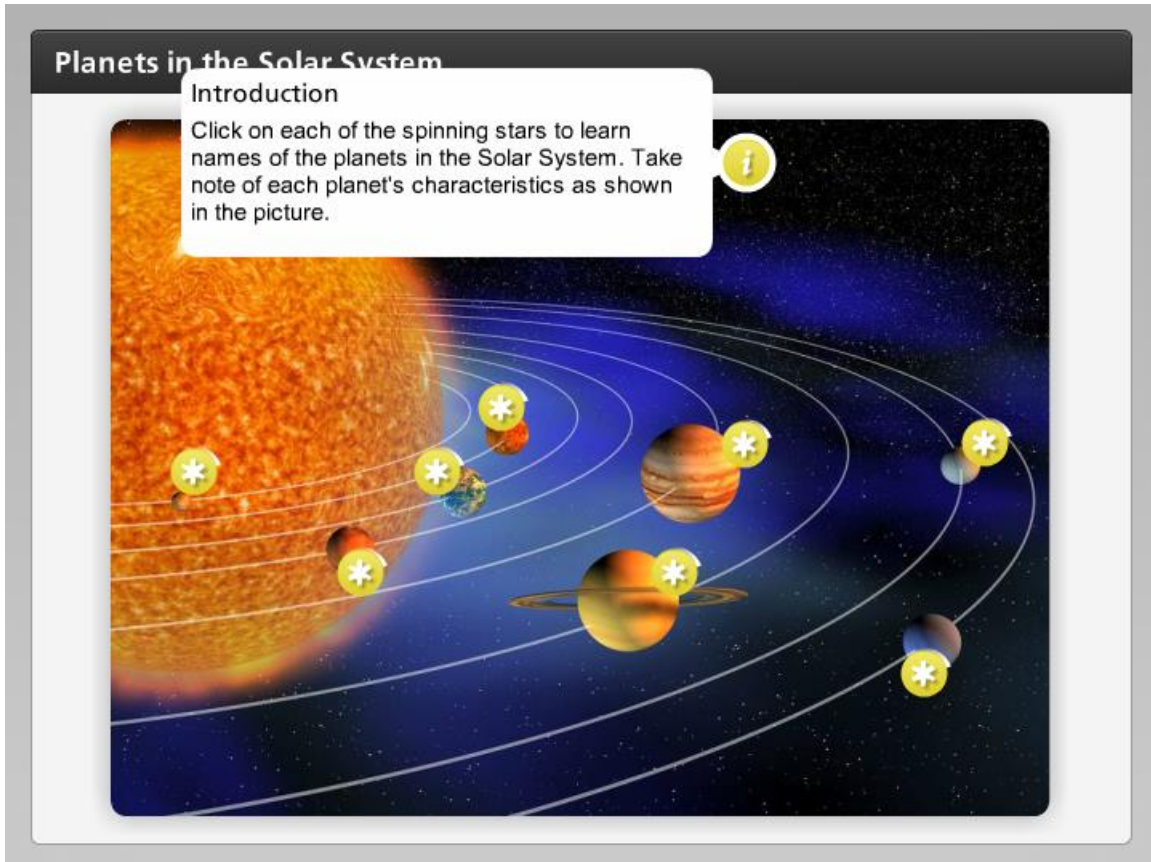 Planets in the Solar System
Introduction
Click on each of the spinning stars to learn
names of the planets in the Solar System. Take
note of each planet's characteristics as shown
in the picture.
i